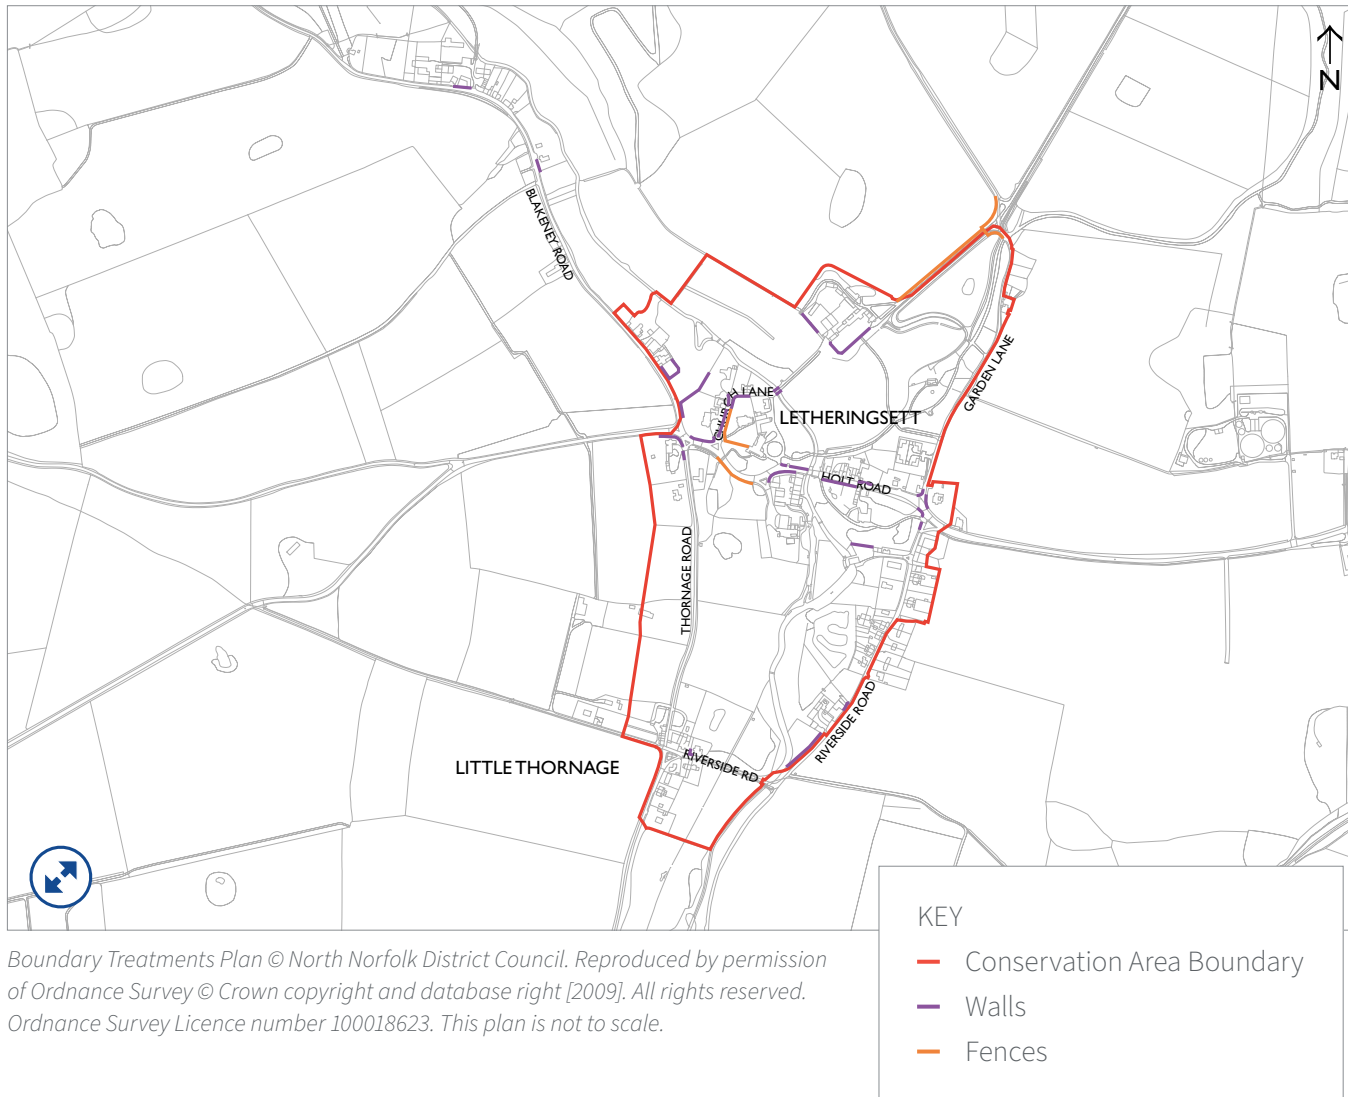 N
BLAKENEY ROAD
GARDEN LANE
CHURCH LANE
LETHERINGSETT
HOLT ROAD
THORNAGE ROAD
RIVERSIDE ROAD
RIVERSIDE RD
LITTLE THORNAGE
KEY
Conservation Area Boundary
Walls
Fences
Boundary Treatments Plan © North Norfolk District Council. Reproduced by permission
of Ordnance Survey © Crown copyright and database right [2009]. All rights reserved.
Ordnance Survey Licence number 100018623. This plan is not to scale.